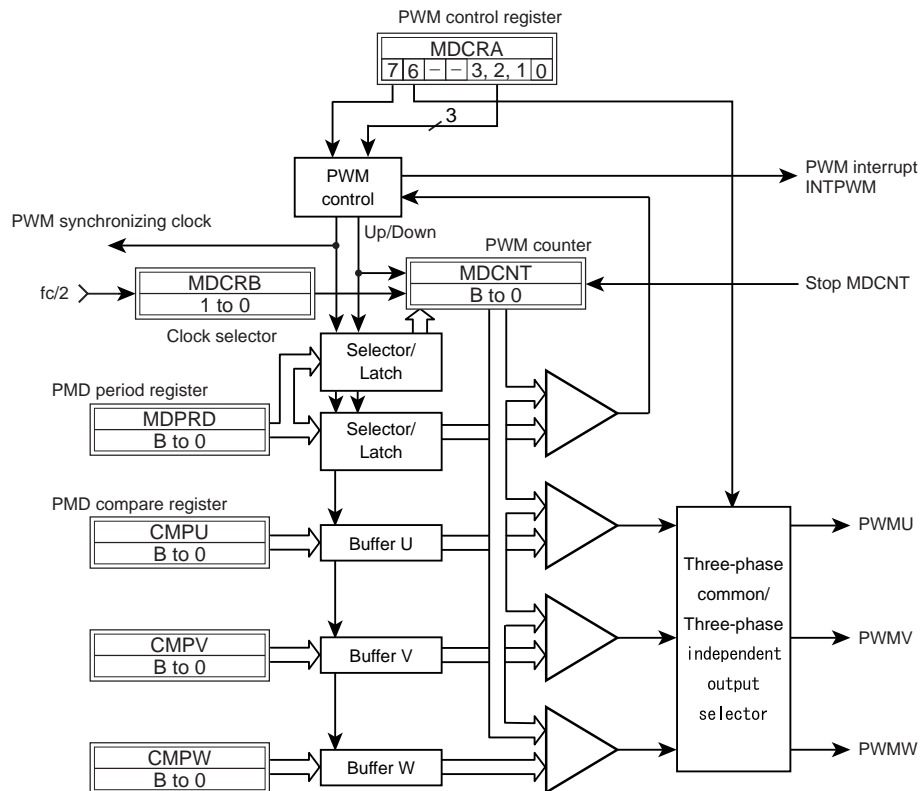 PWM control register
MDCRA
7 6 − − 3, 2, 1 0
3
PWM
control
PWM interrupt
INTPWM
PWM synchronizing clock
Up/Down
PWM counter
fc/2
MDCRB
1 to 0
MDCNT
B to 0
Stop MDCNT
Clock selector
Selector/
Latch
PMD period register
MDPRD
B to 0
Selector/
Latch
PMD compare register
CMPU
B to 0
Buffer U
PWMU
Three-phase
common/
Three-phase
independent
output
selector
CMPV
B to 0
Buffer V
PWMV
CMPW
B to 0
Buffer W
PWMW